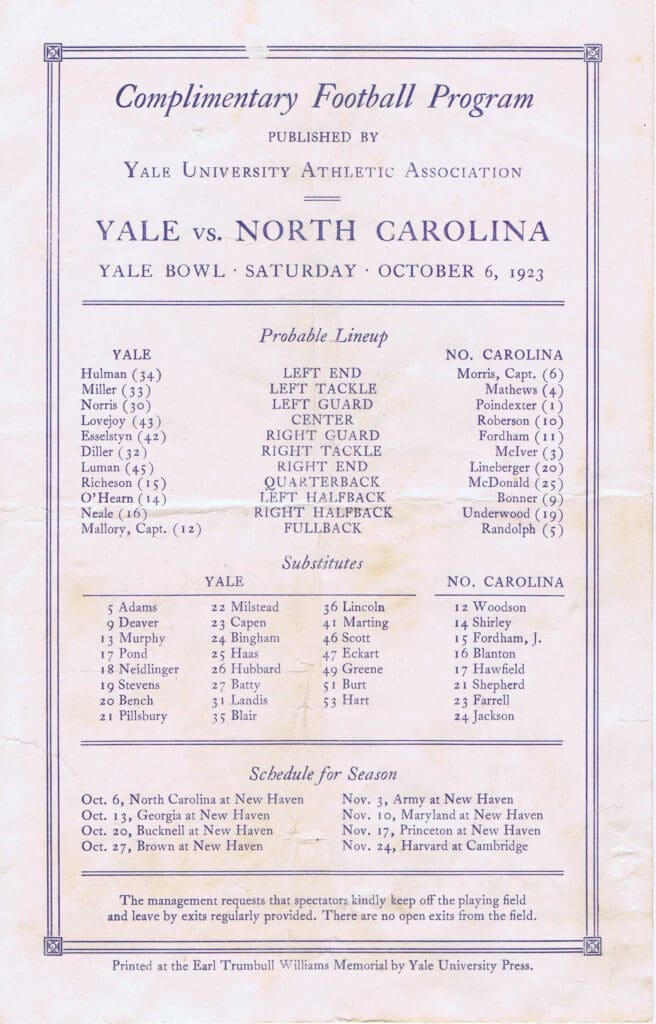 Complimentary Football Program
PUBLISHED BY
YALE UNIVERSITY ATHLETIC ASSOCIATION
YALE vs. NORTH CAROLINA
YALE BOWL · SATURDAY · OCTOBER 6, 1923
Probable Lineup
YALE NO. CAROLINA
Hulman (34) LEFT END Morris, Capt. (6)
Miller (33) LEFT TACKLE Mathews (4)
Norris (30) LEFT GUARD Poindexter (1)
Lovejoy (43) CENTER Roberson (10)
Esselstyn (42) RIGHT GUARD Fordham (11)
Diller (32) RIGHT TACKLE McIver (3)
Luman (45) RIGHT END Lineberger (20)
Richeson (15) QUARTERBACK McDonald (25)
O'Hearn (14) LEFT HALFBACK Bonner (9)
Neale (16) RIGHT HALFBACK Underwood (19)
Mallory, Capt. (12) FULLBACK Randolph (5)
Substitutes
YALE NO. CAROLINA
5 Adams 22 Milstead 36 Lincoln 12 Woodson
9 Deaver 23 Capen 41 Marting 14 Shirley
13 Murphy 24 Bingham 46 Scott 15 Fordham, J.
17 Pond 25 Haas 47 Eckart 16 Blanton
18 Neidlinger 26 Hubbard 49 Greene 17 Hawfield
19 Stevens 27 Batty 51 Burt 21 Shepherd
20 Bench 31 Landis 53 Hart 23 Farrell
21 Pillsbury 35 Blair 24 Jackson
Schedule for Season
Oct. 6, North Carolina at New Haven Nov. 3, Army at New Haven
Oct. 13, Georgia at New Haven Nov. 10, Maryland at New Haven
Oct. 20, Bucknell at New Haven Nov. 17, Princeton at New Haven
Oct. 27, Brown at New Haven Nov. 24, Harvard at Cambridge
The management requests that spectators kindly keep off the playing field
and leave by exits regularly provided. There are no open exits from the field.
Printed at the Earl Trumbull Williams Memorial by Yale University Press.